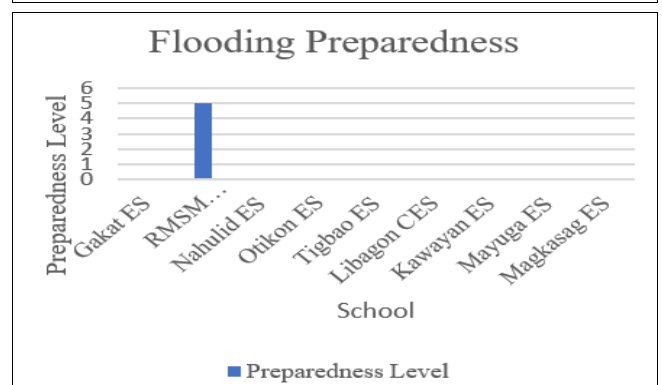 Flooding Preparedness
Preparedness Level
6
5
4
3
2
1
0
Gakat ES
RMSM…
Nahulid ES
Otikon ES
Tigbao ES
Libagon CES
Kawayan ES
Mayuga ES
Magkasag ES
School
Preparedness Level